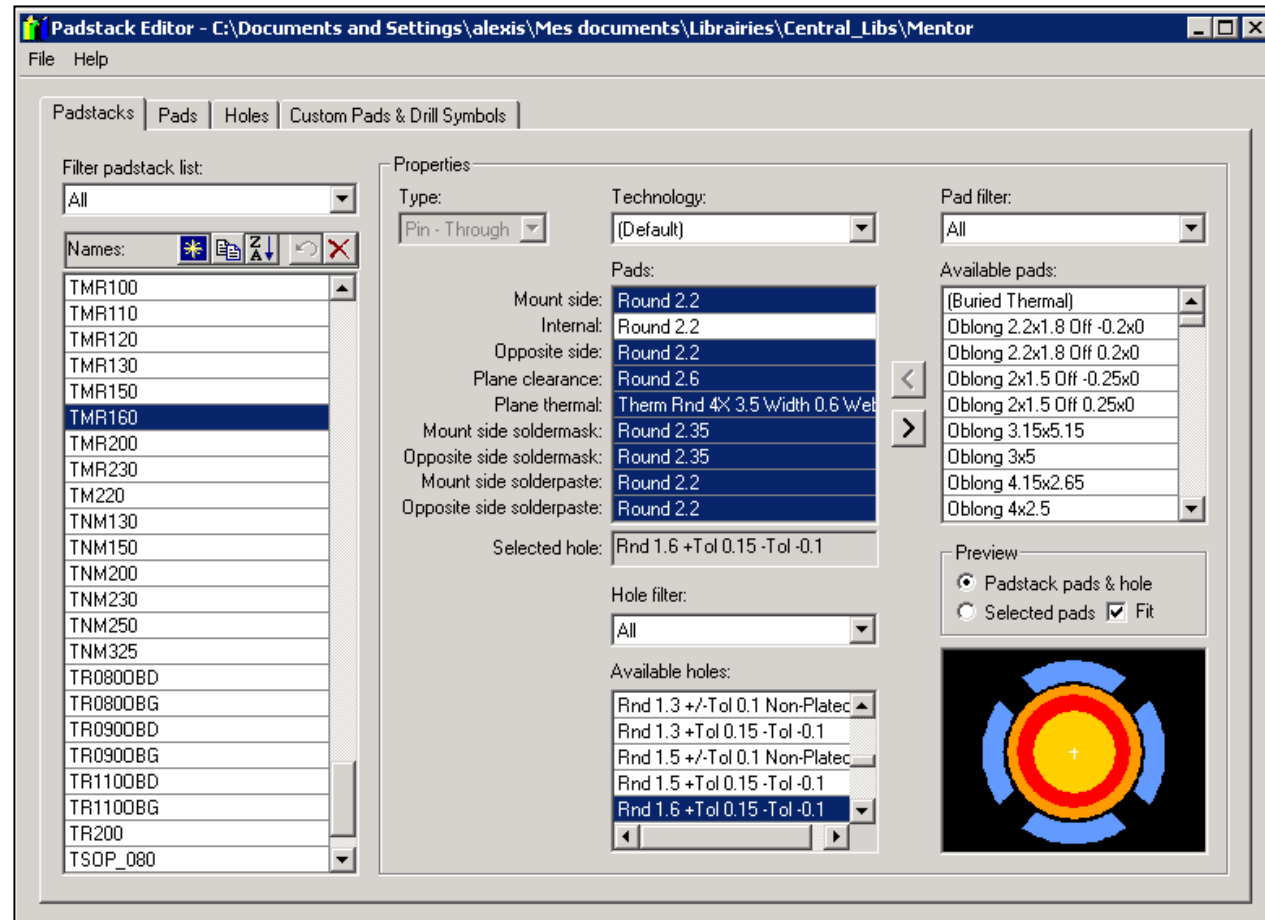 Padstack Editor - C:\Documents and Settings\alexis\Mes documents\Librairies\Central_Libs\Mentor
File Help
Padstacks Pads Holes Custom Pads & Drill Symbols
Filter padstack list:
All
Names:
TMR100
TMR110
TMR120
TMR130
TMR150
TMR160
TMR200
TMR230
TM220
TNM130
TNM150
TNM200
TNM230
TNM250
TNM325
TR080OBD
TR080OBG
TR090OBD
TR090OBG
TR110OBD
TR110OBG
TR200
TSOP_080
Properties
Type:
Pin - Through
Technology:
(Default)
Pads:
Mount side: Round 2.2
Internal: Round 2.2
Opposite side: Round 2.2
Plane clearance: Round 2.6
Plane thermal: Therm Rnd 4X 3.5 Width 0.6 Wel
Mount side soldermask: Round 2.35
Opposite side soldermask: Round 2.35
Mount side solderpaste: Round 2.2
Opposite side solderpaste: Round 2.2
Selected hole: Rnd 1.6 +Tol 0.15 -Tol -0.1
Hole filter:
All
Available holes:
Rnd 1.3 +/-Tol 0.1 Non-Platec
Rnd 1.3 +Tol 0.15 -Tol -0.1
Rnd 1.5 +/-Tol 0.1 Non-Platec
Rnd 1.5 +Tol 0.15 -Tol -0.1
Rnd 1.6 +Tol 0.15 -Tol -0.1
Pad filter:
All
Available pads:
(Buried Thermal)
Oblong 2.2x1.8 Off -0.2x0
Oblong 2.2x1.8 Off 0.2x0
Oblong 2x1.5 Off -0.25x0
Oblong 2x1.5 Off 0.25x0
Oblong 3.15x5.15
Oblong 3x5
Oblong 4.15x2.65
Oblong 4x2.5
Preview
Padstack pads & hole
Selected pads Fit